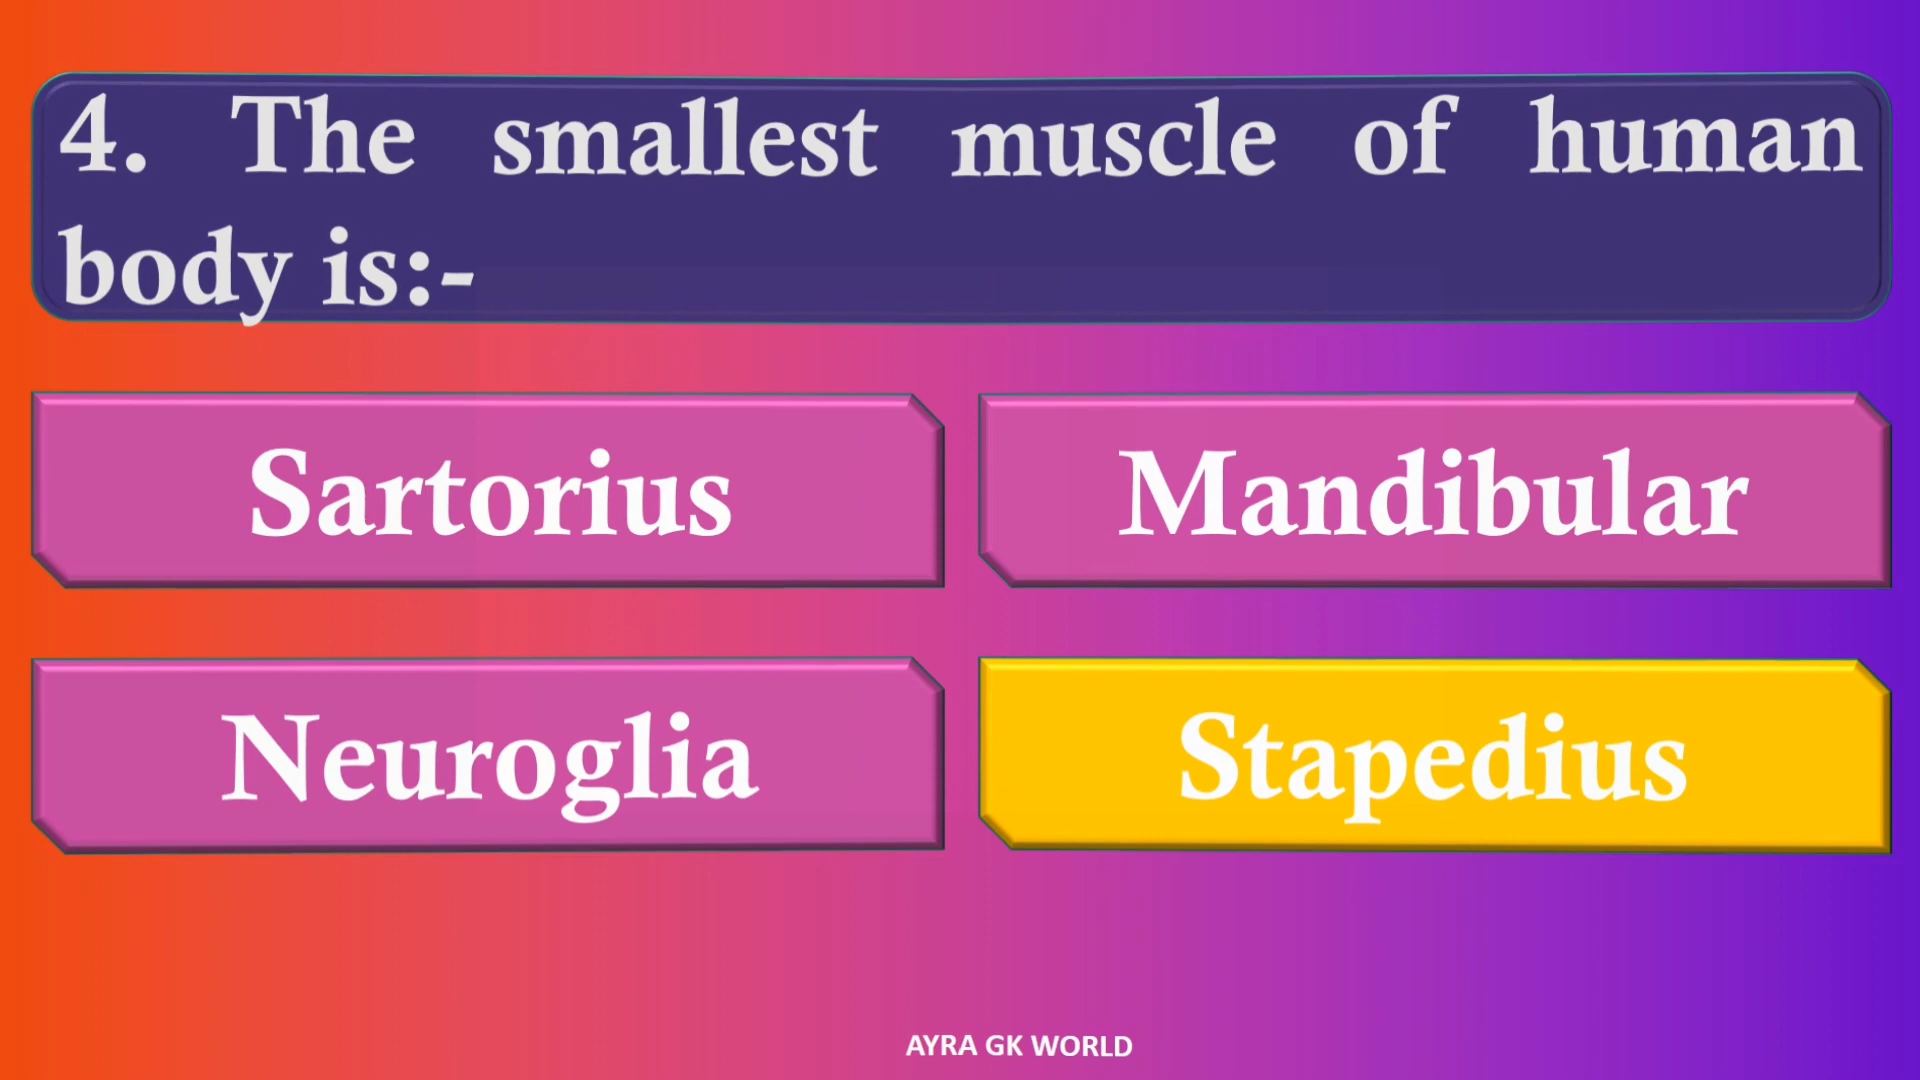 4. The smallest muscle of human
body is:-
Sartorius
Mandibular
Neuroglia
Stapedius
AYRA GK WORLD